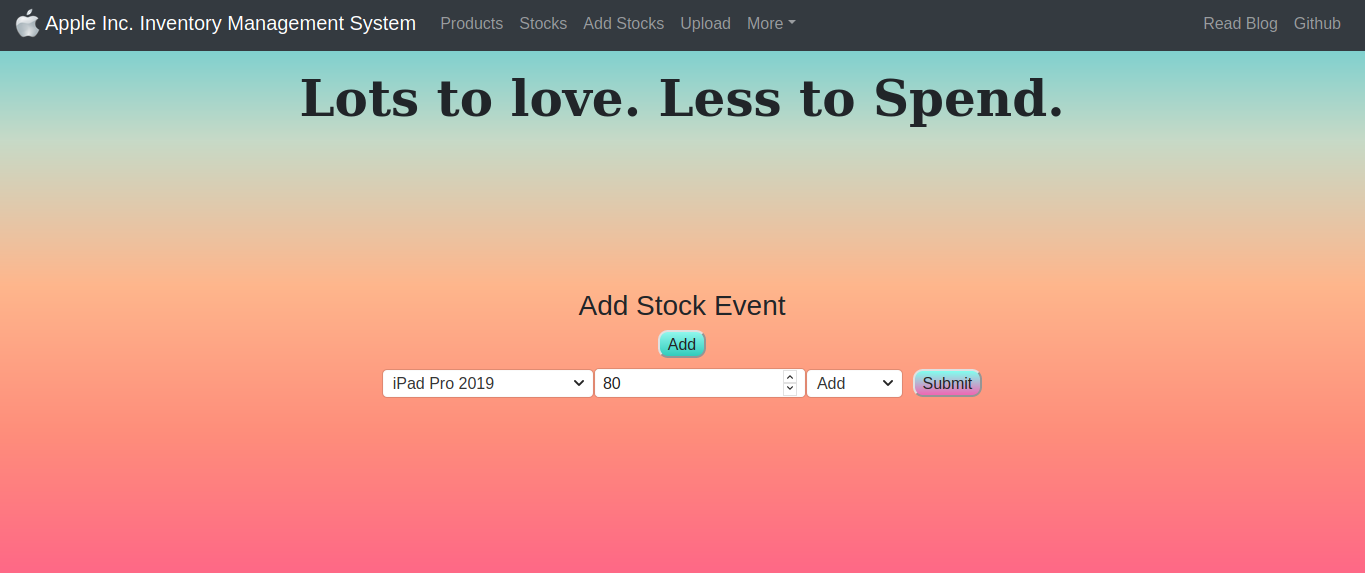 Apple Inc. Inventory Management System Products Stocks Add Stocks Upload More Read Blog Github
Lots to love. Less to Spend.
Add Stock Event
Add
iPad Pro 2019 80 Add Submit